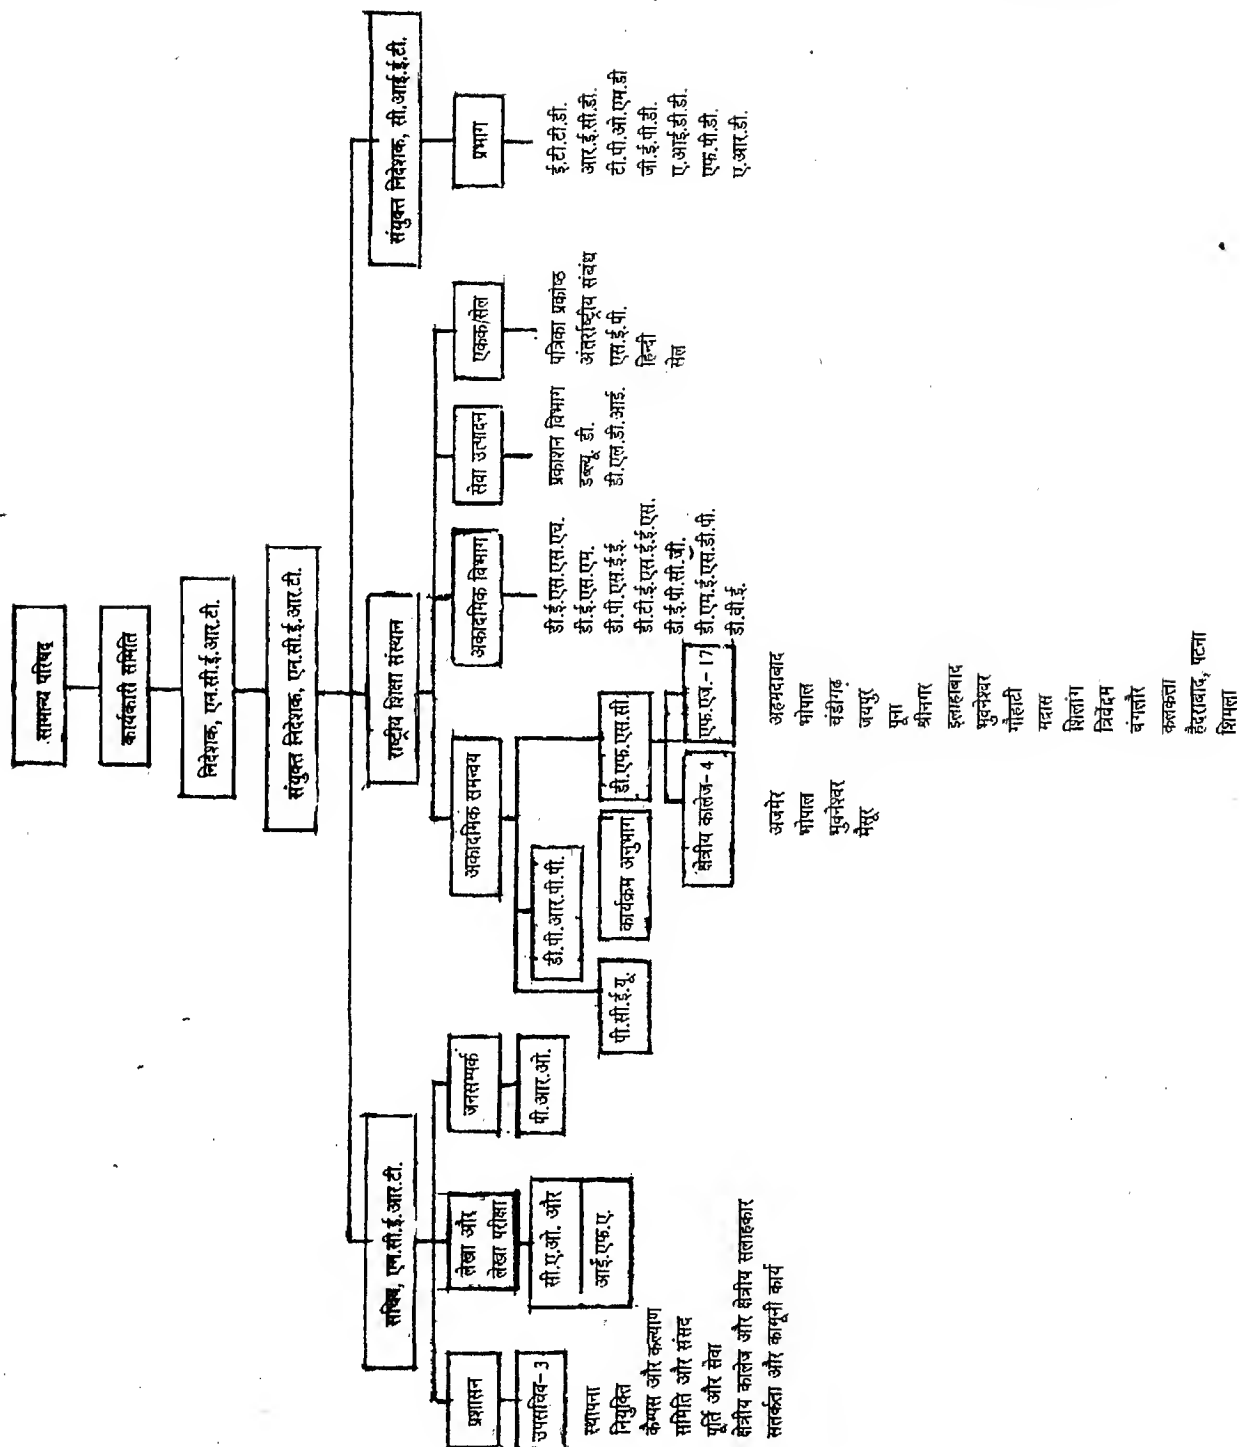 सामान्य परिषद्
कार्यकारी समिति
निदेशक, एन.सी.ई.आर.टी.
संयुक्त निदेशक, एन.सी.ई.आर.टी.
सचिव, एन.सी.ई.आर.टी.
राष्ट्रीय शिक्षा संस्थान
संयुक्त निदेशक, सी.आई.ई.टी.
प्रशासन
लेखा और
लेखा परीक्षा
जनसम्पर्क
अकादमिक समन्वय
अकादमिक विभाग
सेवा उत्पादन
एकक/सेल
प्रभाग
उपसचिव-3
स्थापना
नियुक्ति
कैम्पस और कल्याण
समिति और संसद
पूर्ति और सेवा
क्षेत्रीय कालेज और क्षेत्रीय सलाहकार
सतर्कता और कानूनी कार्य
सी.ए.ओ. और
आई.एफ.ए.
पी.आर.ओ.
पी.सी.ई.यू.
डी.पी.आर.पी.पी.
कार्यक्रम अनुभाग
डी.एफ.एस.सी.
क्षेत्रीय कालेज-4
अजमेर
भोपाल
भुवनेश्वर
मैसूर
एफ.एज.-17
अहमदाबाद
भोपाल
चंडीगढ़
जयपुर
पूना
श्रीनगर
इलाहाबाद
भुवनेश्वर
गौहाटी
मद्रास
शिलांग
त्रिवेंद्रम
बंगलौर
कलकत्ता
हैदराबाद, पटना
शिमला
डी.ई.एस.एस.एच.
डी.ई.एस.एम.
डी.पी.एस.ई.ई.
डी.टी.ई.एस.ई.ई.एस.
डी.ई.पी.सी.जी.
डी.एम.ई.एस.डी.पी.
डी.वी.ई.
प्रकाशन विभाग
डब्ल्यू. डी.
डी.एल.डी.आई.
पत्रिका प्रकोष्ठ
अंतर्राष्ट्रीय संबंध
एस.ई.पी.
हिन्दी
सेल
ई.टी.टी.डी.
आर.ई.सी.डी.
टी.पी.ओ.एम.डी
जी.ई.पी.डी.
ए.आई.डी.डी.
एफ.पी.डी.
ए.आर.डी.